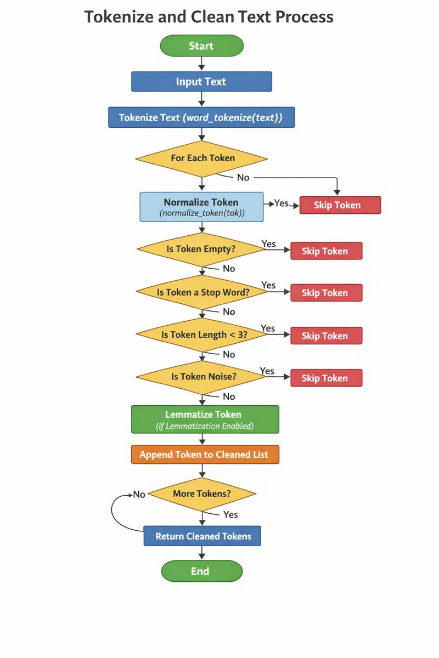 Tokenize and Clean Text Process
Start
Input Text
Tokenize Text (word_tokenize(text))
For Each Token
No
Normalize Token
(normalize_token(tok))
Yes
Skip Token
Is Token Empty?
Yes
Skip Token
No
Is Token a Stop Word?
Yes
Skip Token
No
Is Token Length < 3?
Yes
Skip Token
No
Is Token Noise?
Yes
Skip Token
No
Lemmatize Token
(if Lemmatization Enabled)
Append Token to Cleaned List
No
More Tokens?
Yes
Return Cleaned Tokens
End